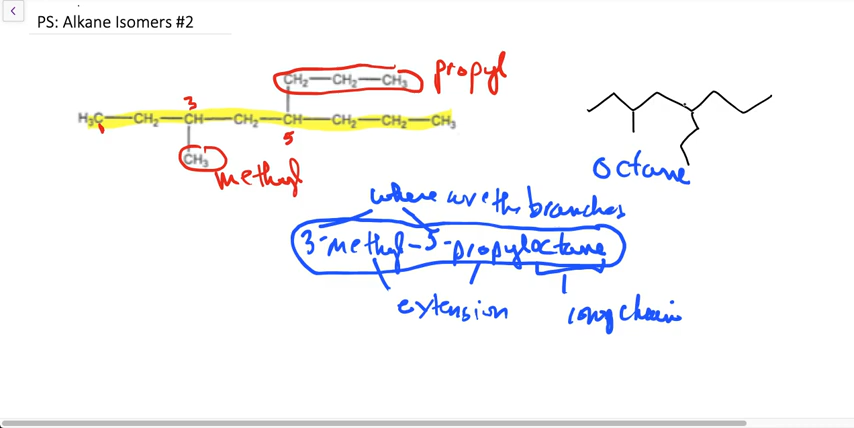 PS: Alkane Isomers #2
CH₂—CH₂—CH₃ propyl
3
H₃C—CH₂—CH—CH₂—CH—CH₂—CH₂—CH₃
5
CH₃
methyl
octane
where are the branches
3-methyl-5-propyloctane
extension
long chain